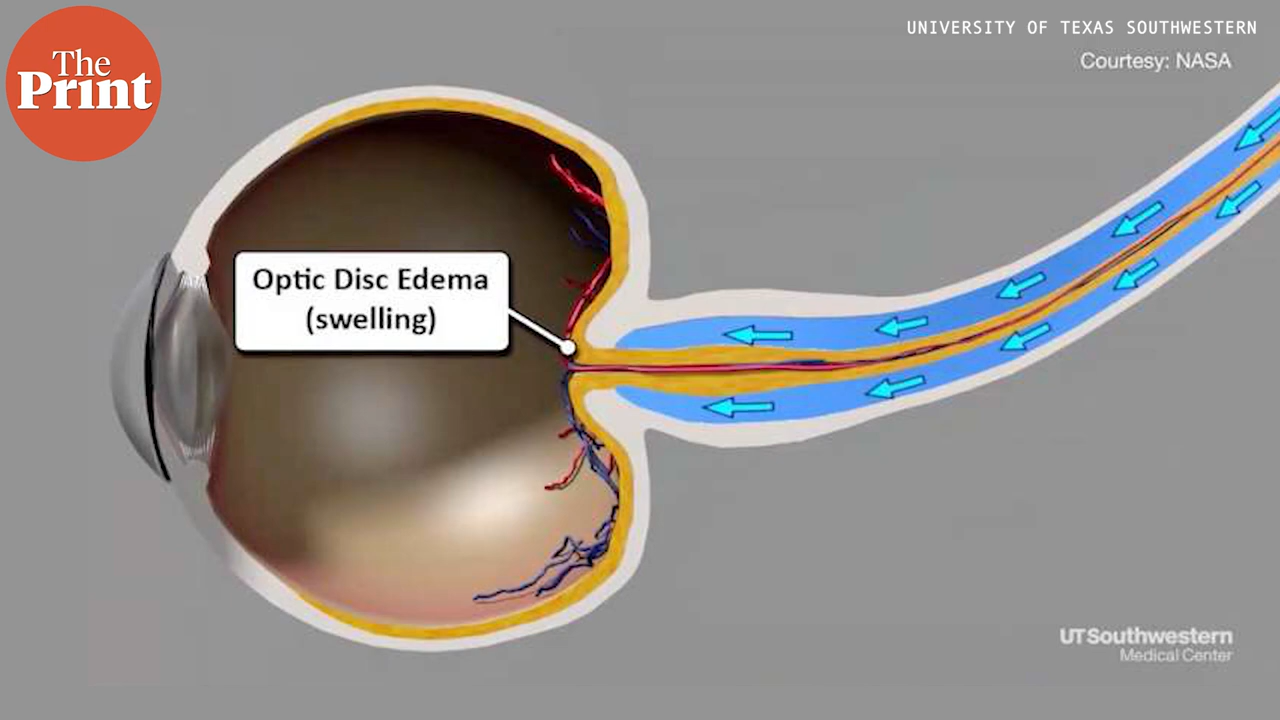 The
Print
UNIVERSITY OF TEXAS SOUTHWESTERN
Courtesy: NASA
Optic Disc Edema
(swelling)
UTSouthwestern
Medical Center